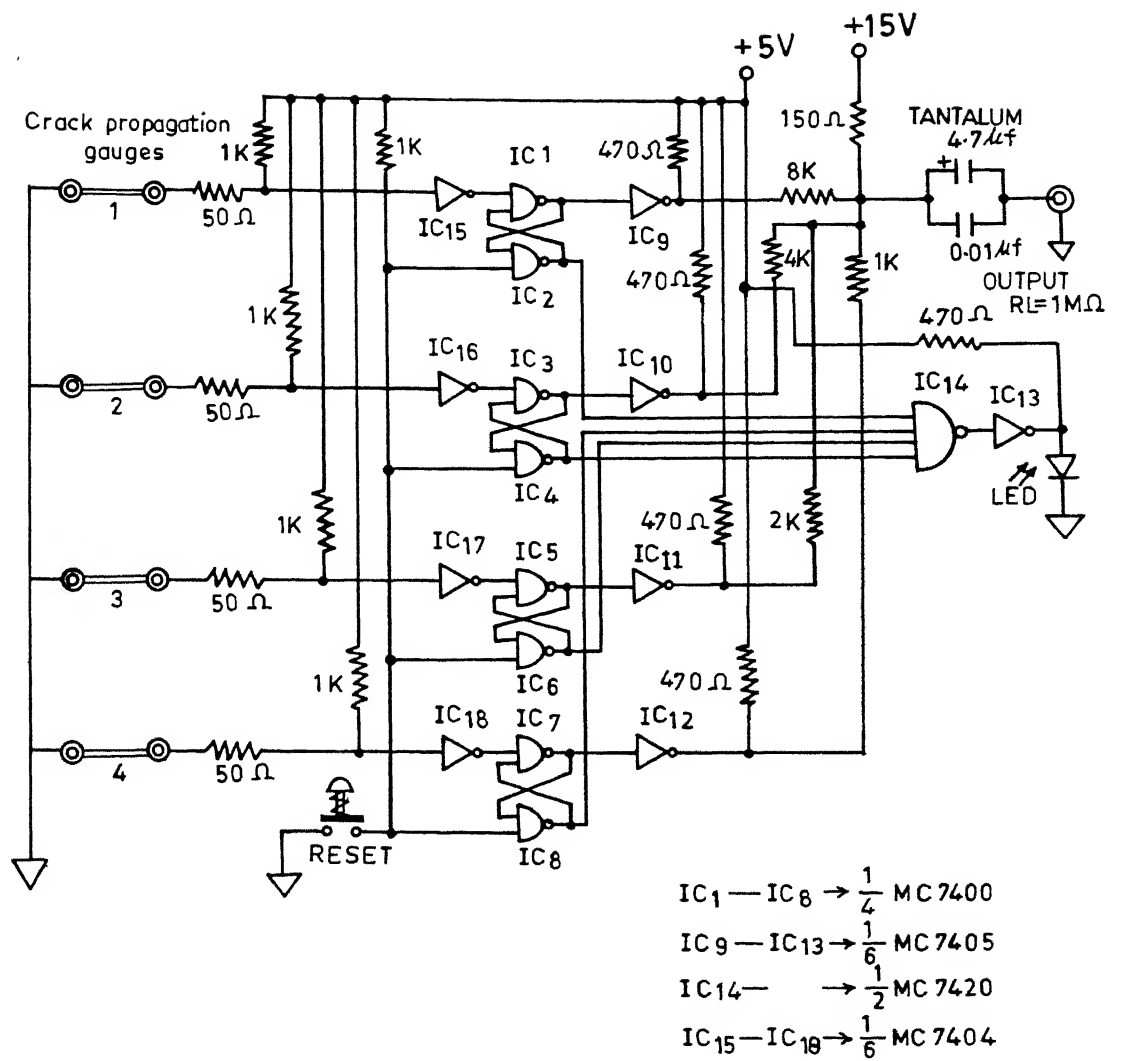 +5V
+15V
Crack propagation
gauges
1K
1K
IC1
470Ω
150Ω
TANTALUM
4.7μf
+
8K
1
50Ω
IC15
IC9
0.01μf
IC2
470Ω
4K
1K
OUTPUT
RL=1MΩ
1K
470Ω
IC16
IC3
IC10
IC14
IC13
2
50Ω
IC4
LED
1K
470Ω
2K
IC17
IC5
IC11
3
50Ω
IC6
1K
470Ω
IC18
IC7
IC12
4
50Ω
RESET
IC8
IC1—IC8→1/4 MC7400
IC9—IC13→1/6 MC7405
IC14— →1/2 MC7420
IC15—IC18→1/6 MC7404